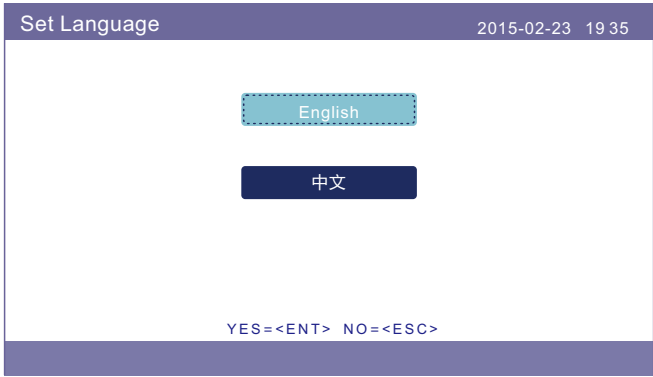 Set Language 2015-02-23 19 35
English
中文
YES=<ENT> NO=<ESC>